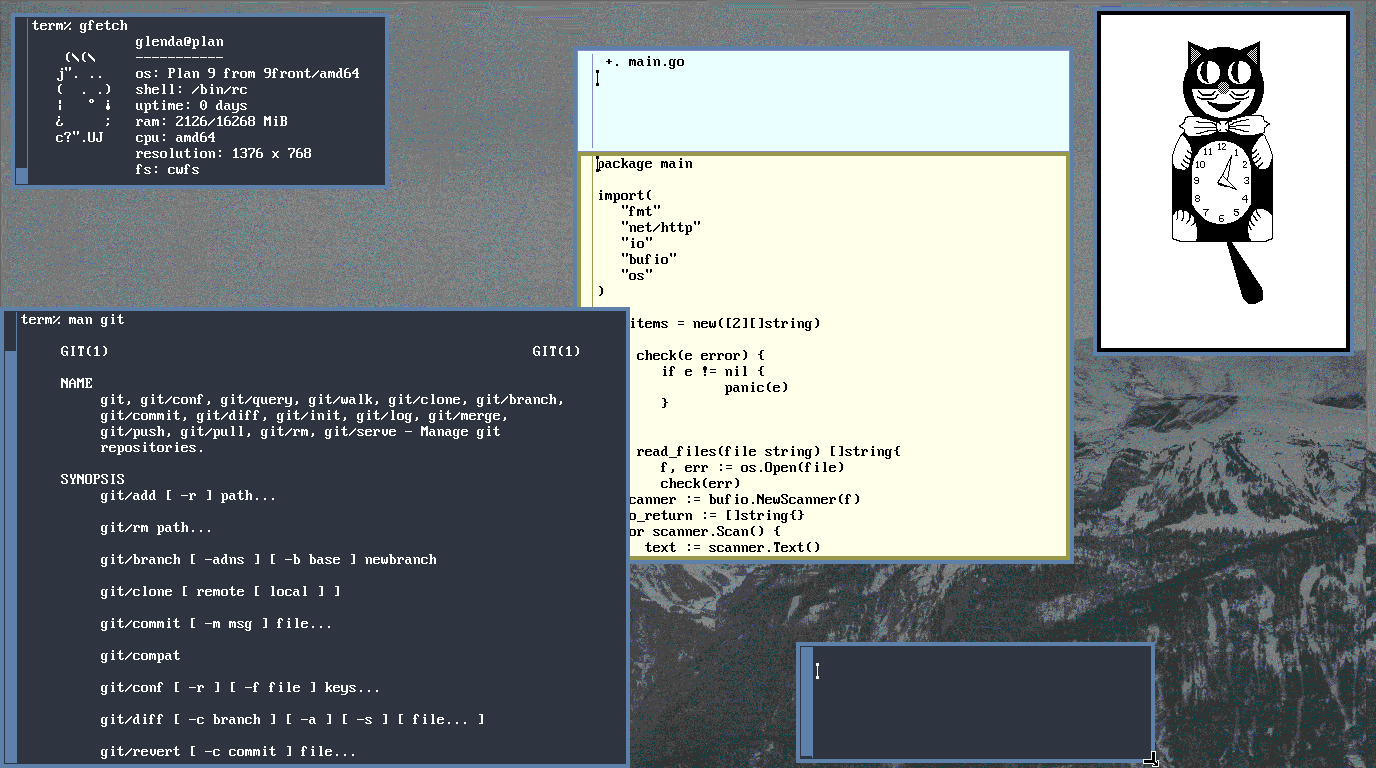 term% gfetch
glenda@plan
(\(\ -----------
j". .. os: Plan 9 from 9front/amd64
( . .) shell: /bin/rc
| ° ¡ uptime: 0 days
¿ ; ram: 2126/16268 MiB
c?".UJ cpu: amd64
resolution: 1376 x 768
fs: cwfs
+. main.go
package main
import(
"fmt"
"net/http"
"io"
"bufio"
"os"
)
items = new([2][]string)
check(e error) {
if e != nil {
panic(e)
}
read_files(file string) []string{
f, err := os.Open(file)
check(err)
canner := bufio.NewScanner(f)
o_return := []string{}
or scanner.Scan() {
text := scanner.Text()
12
1
2
3
4
5
6
7
8
9
10
11
term% man git
GIT(1) GIT(1)
NAME
git, git/conf, git/query, git/walk, git/clone, git/branch,
git/commit, git/diff, git/init, git/log, git/merge,
git/push, git/pull, git/rm, git/serve - Manage git
repositories.
SYNOPSIS
git/add [ -r ] path...
git/rm path...
git/branch [ -adns ] [ -b base ] newbranch
git/clone [ remote [ local ] ]
git/commit [ -m msg ] file...
git/compat
git/conf [ -r ] [ -f file ] keys...
git/diff [ -c branch ] [ -a ] [ -s ] [ file... ]
git/revert [ -c commit ] file...